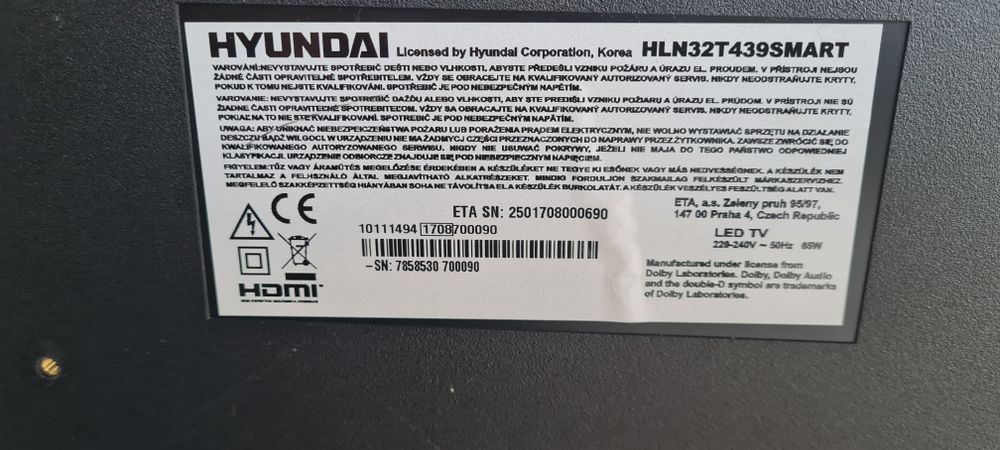 HYUNDAI Licensed by Hyundai Corporation, Korea HLN32T439SMART
VAROVÁNÍ:NEVYSTAVUJTE SPOTŘEBIČ DEŠTI NEBO VLHKOSTI, ABYSTE PŘEDEŠLI VZNIKU POŽÁRU A ÚRAZU EL. PROUDEM. V PŘÍSTROJI NEJSOU
ŽÁDNÉ ČÁSTI OPRAVITELNÉ SPOTŘEBITELEM. VŽDY SE OBRACEJTE NA KVALIFIKOVANÝ AUTORIZOVANÝ SERVIS. NIKDY NEODSTRAŇUJTE KRYTY,
POKUD K TOMU NEJSTE KVALIFIKOVÁNI. SPOTŘEBIČ JE POD NEBEZPEČNÝM NAPĚTÍM.
VAROVANIE: NEVYSTAVUJTE SPOTREBIČ DAŽĎU ALEBO VLHKOSTI, ABY STE PREDIŠLI VZNIKU POŽIARU A ÚRAZU EL. PRÚDOM. V PRÍSTROJI NIE SÚ
ŽIADNE ČASTI OPRAVITEĽNÉ SPOTREBITEĽOM. VŽDY SA OBRACAJTE NA KVALIFIKOVANÝ AUTORIZOVANÝ SERVIS. NIKDY NEODSTRAŇUJTE KRYTY,
POKIAĽ NA TO NIE STE KVALIFIKOVANÍ. SPOTREBIČ JE POD NEBEZPEČNÝM NAPÄTÍM.
UWAGA: ABY UNIKNĄĆ NIEBEZPIECZEŃSTWA POŻARU LUB PORAŻENIA PRĄDEM ELEKTRYCZNYM, NIE WOLNO WYSTAWIAĆ SPRZĘTU NA DZIAŁANIE
DESZCZU BĄDŹ WILGOCI. W URZĄDZENIU NIE MA ŻADNYCH CZĘŚCI PRZEZNACZONYCH DO NAPRAWY PRZEZ UŻYTKOWNIKA. ZAWSZE ZWRÓCIĆ SIĘ DO
KWALIFIKOWANEGO AUTORYZOWANEGO SERWISU. NIGDY NIE USUWAĆ POKRYWY, JEŻELI NIE MAJA DO TEGO PAŃSTWO ODPOWIEDNIEJ
KLASYFIKACJI. URZĄDZENIE ODBIORCZE ZNAJDUJE SIĘ POD NIEBEZPIECZNYM NAPIĘCIEM.
FIGYELEM: TŰZ VAGY ÁRAMÜTÉS MEGELŐZÉSE ÉRDEKÉBEN A KÉSZÜLÉKET NE TEGYE KI ESŐNEK VAGY MÁS NEDVESSÉGNEK. A KÉSZÜLÉK NEM
TARTALMAZ A FELHASZNÁLÓ ÁLTAL MEGJAVÍTHATÓ ALKATRÉSZEKET. MINDIG FORDULJON SZAKMAILAG FELKÉSZÜLT MÁRKASZERVIZHEZ.
MEGFELELŐ SZAKKÉPZETTSÉG HIÁNYÁBAN SOHA NE TÁVOLÍTSA EL A KÉSZÜLÉK BURKOLATÁT. A KÉSZÜLÉK VESZÉLYES FESZÜLTSÉG ALATT VAN.
CE
ETA SN: 2501708000690
10111494 1708700090
-SN: 7858530 700090
HDMI
ETA, a.s. Zeleny pruh 95/97,
147 00 Praha 4, Czech Republic
LED TV
220-240V ~ 50Hz 65W
Manufactured under license from
Dolby Laboratories. Dolby, Dolby Audio
and the double-D symbol are trademarks
of Dolby Laboratories.